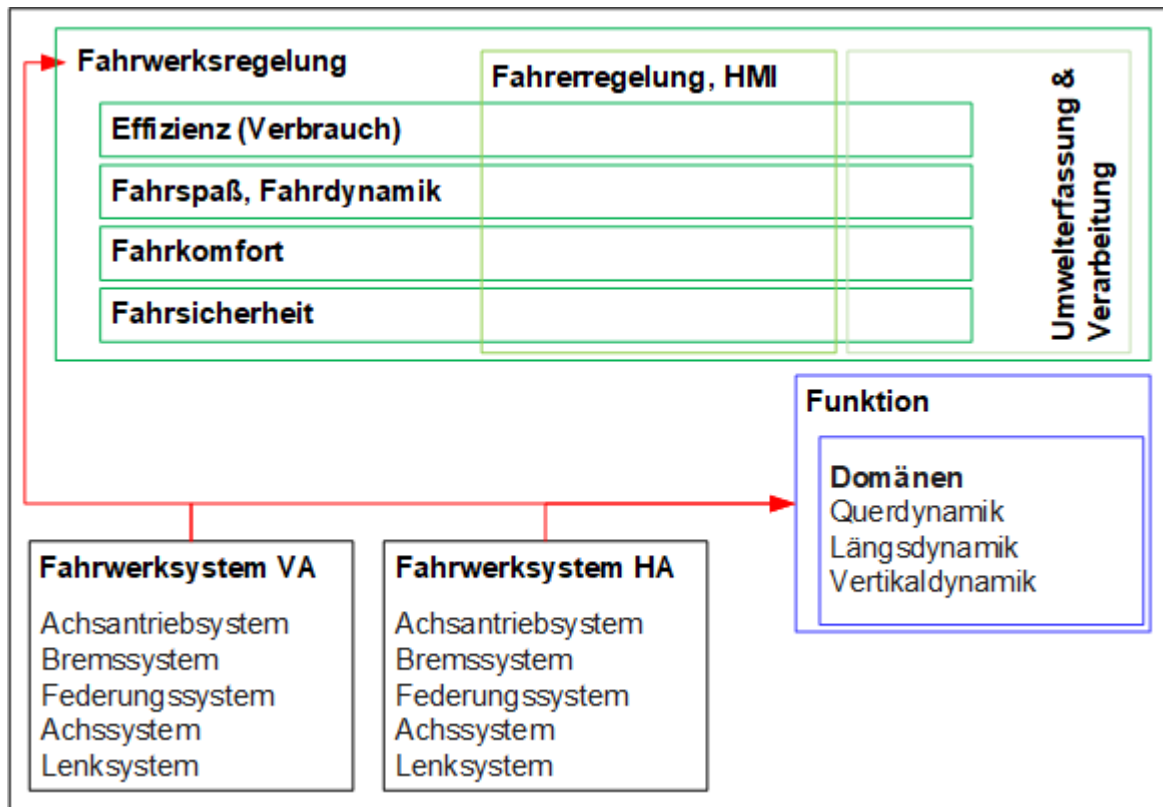 Fahrwerksregelung
Fahrerregelung, HMI
Effizienz (Verbrauch)
Fahrspaß, Fahrdynamik
Fahrkomfort
Fahrsicherheit
Umwelterfassung &
Verarbeitung
Funktion
Domänen
Querdynamik
Längsdynamik
Vertikaldynamik
Fahrwerksystem VA
Achsantriebsystem
Bremssystem
Federungssystem
Achssystem
Lenksystem
Fahrwerksystem HA
Achsantriebsystem
Bremssystem
Federungssystem
Achssystem
Lenksystem